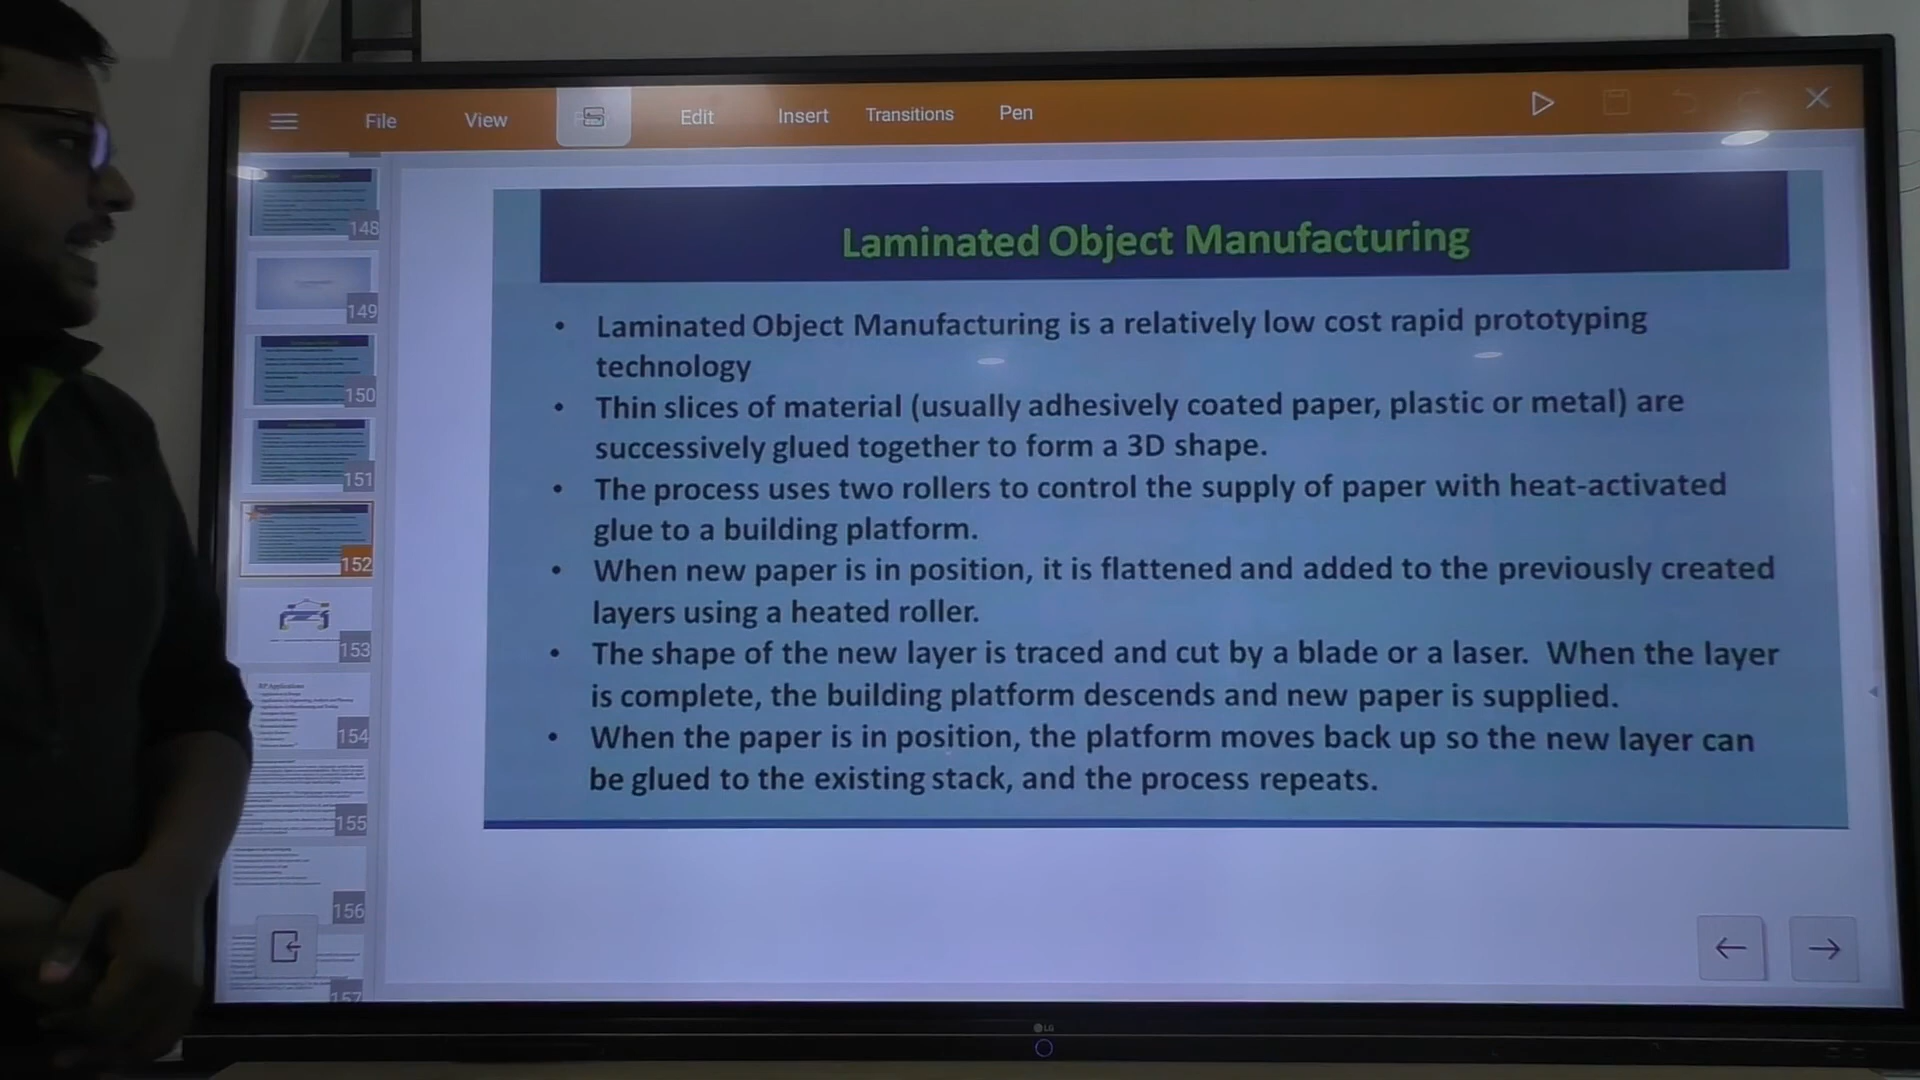 File View Edit Insert Transitions Pen
148
149
150
151
152
153
RP Applications
154
155
156
157
Laminated Object Manufacturing
• Laminated Object Manufacturing is a relatively low cost rapid prototyping
technology
• Thin slices of material (usually adhesively coated paper, plastic or metal) are
successively glued together to form a 3D shape.
• The process uses two rollers to control the supply of paper with heat-activated
glue to a building platform.
• When new paper is in position, it is flattened and added to the previously created
layers using a heated roller.
• The shape of the new layer is traced and cut by a blade or a laser. When the layer
is complete, the building platform descends and new paper is supplied.
• When the paper is in position, the platform moves back up so the new layer can
be glued to the existing stack, and the process repeats.
LG